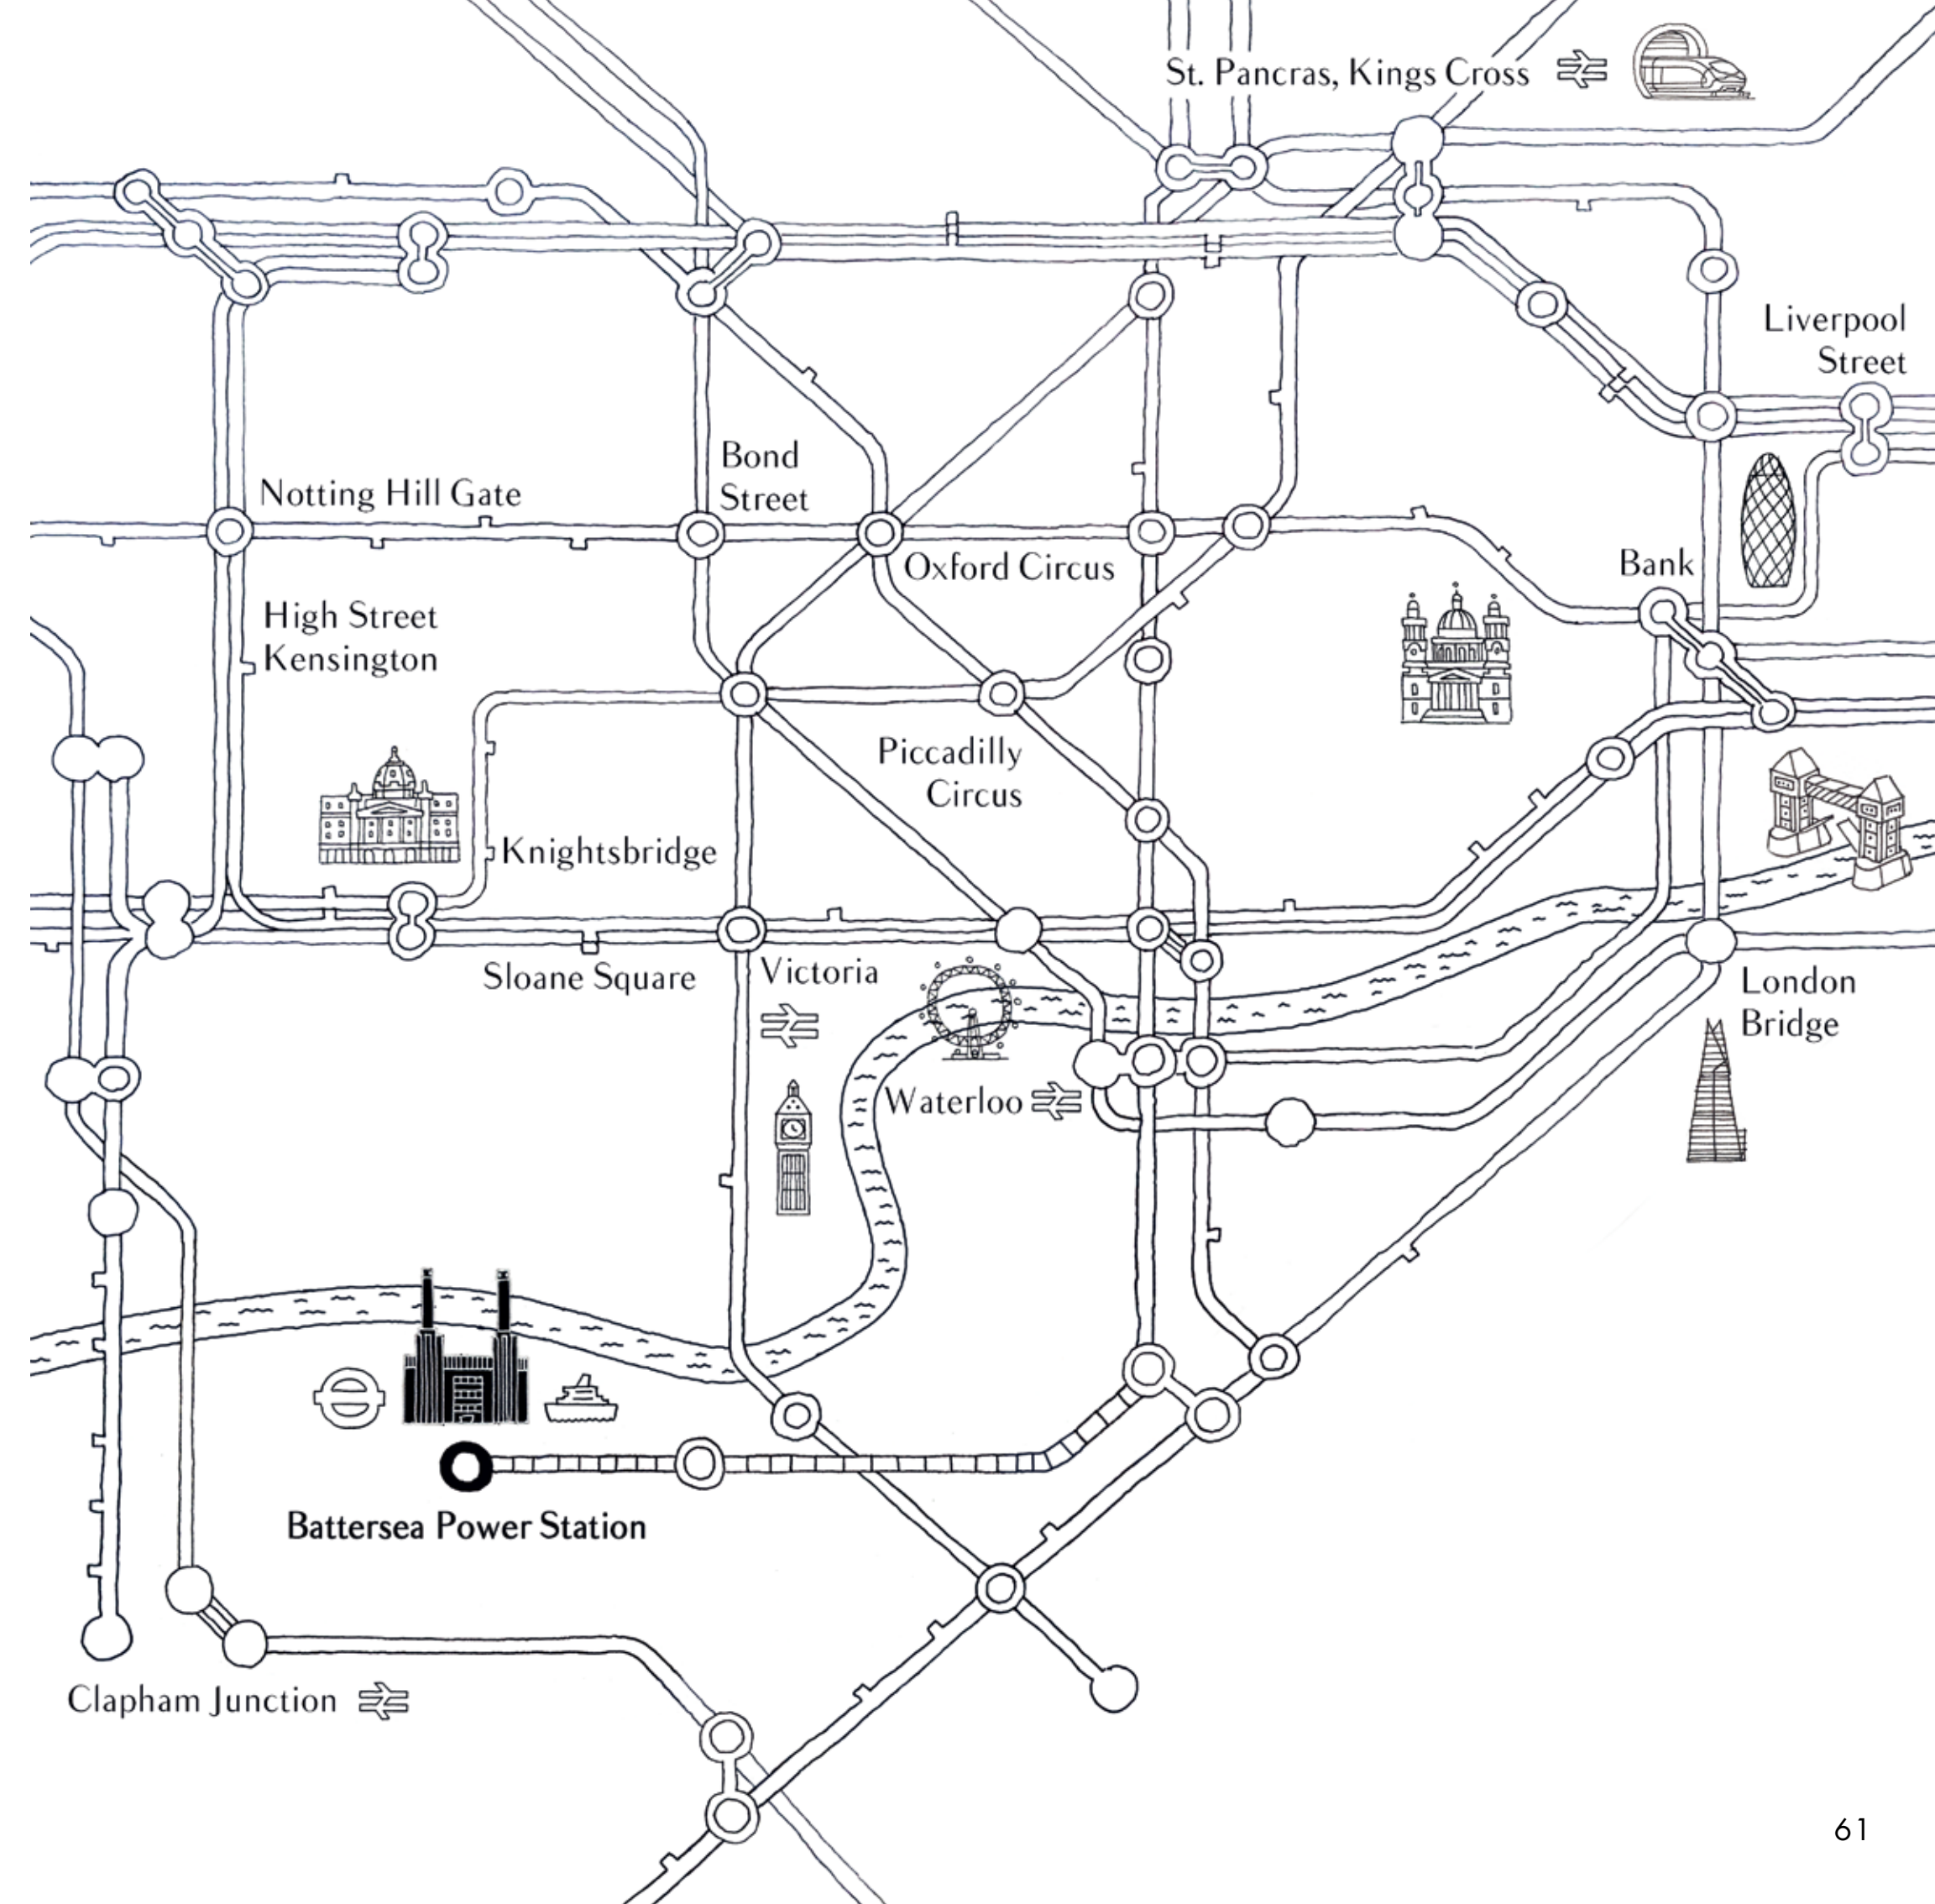 St. Pancras, Kings Cross
Liverpool
Street
Bond
Street
Notting Hill Gate
Oxford Circus
Bank
High Street
Kensington
Piccadilly
Circus
Knightsbridge
Sloane Square
Victoria
London
Bridge
Waterloo
Battersea Power Station
Clapham Junction
61